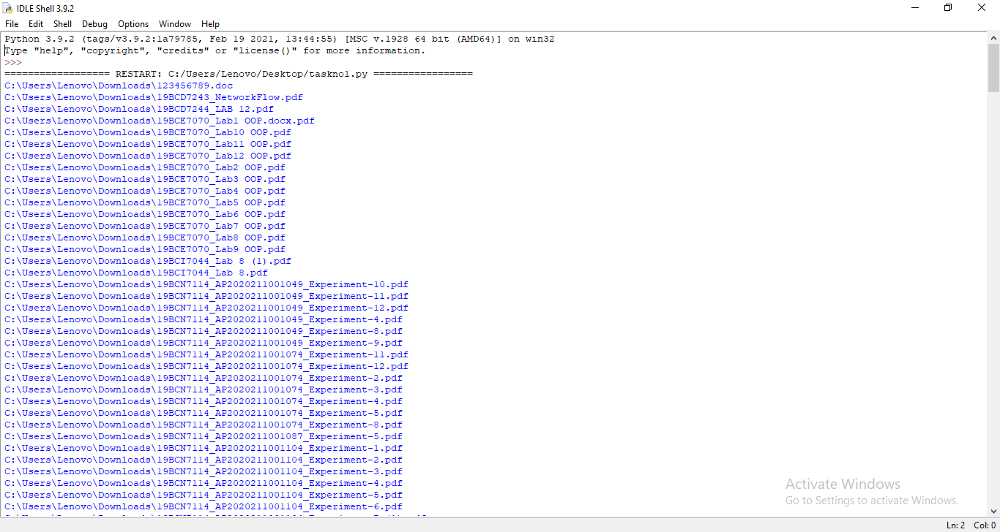 IDLE Shell 3.9.2
File Edit Shell Debug Options Window Help
Python 3.9.2 (tags/v3.9.2:1a79785, Feb 19 2021, 13:44:55) [MSC v.1928 64 bit (AMD64)] on win32
Type "help", "copyright", "credits" or "license()" for more information.
>>>
================== RESTART: C:/Users/Lenovo/Desktop/taskno1.py =================
C:\Users\Lenovo\Downloads\123456789.doc
C:\Users\Lenovo\Downloads\19BCD7243_NetworkFlow.pdf
C:\Users\Lenovo\Downloads\19BCD7244_LAB 12.pdf
C:\Users\Lenovo\Downloads\19BCE7070_Lab1 OOP.docx.pdf
C:\Users\Lenovo\Downloads\19BCE7070_Lab10 OOP.pdf
C:\Users\Lenovo\Downloads\19BCE7070_Lab11 OOP.pdf
C:\Users\Lenovo\Downloads\19BCE7070_Lab12 OOP.pdf
C:\Users\Lenovo\Downloads\19BCE7070_Lab2 OOP.pdf
C:\Users\Lenovo\Downloads\19BCE7070_Lab3 OOP.pdf
C:\Users\Lenovo\Downloads\19BCE7070_Lab4 OOP.pdf
C:\Users\Lenovo\Downloads\19BCE7070_Lab5 OOP.pdf
C:\Users\Lenovo\Downloads\19BCE7070_Lab6 OOP.pdf
C:\Users\Lenovo\Downloads\19BCE7070_Lab7 OOP.pdf
C:\Users\Lenovo\Downloads\19BCE7070_Lab8 OOP.pdf
C:\Users\Lenovo\Downloads\19BCE7070_Lab9 OOP.pdf
C:\Users\Lenovo\Downloads\19BCI7044_Lab 8 (1).pdf
C:\Users\Lenovo\Downloads\19BCI7044_Lab 8.pdf
C:\Users\Lenovo\Downloads\19BCN7114_AP2020211001049_Experiment-10.pdf
C:\Users\Lenovo\Downloads\19BCN7114_AP2020211001049_Experiment-11.pdf
C:\Users\Lenovo\Downloads\19BCN7114_AP2020211001049_Experiment-12.pdf
C:\Users\Lenovo\Downloads\19BCN7114_AP2020211001049_Experiment-4.pdf
C:\Users\Lenovo\Downloads\19BCN7114_AP2020211001049_Experiment-8.pdf
C:\Users\Lenovo\Downloads\19BCN7114_AP2020211001049_Experiment-9.pdf
C:\Users\Lenovo\Downloads\19BCN7114_AP2020211001074_Experiment-11.pdf
C:\Users\Lenovo\Downloads\19BCN7114_AP2020211001074_Experiment-12.pdf
C:\Users\Lenovo\Downloads\19BCN7114_AP2020211001074_Experiment-2.pdf
C:\Users\Lenovo\Downloads\19BCN7114_AP2020211001074_Experiment-3.pdf
C:\Users\Lenovo\Downloads\19BCN7114_AP2020211001074_Experiment-4.pdf
C:\Users\Lenovo\Downloads\19BCN7114_AP2020211001074_Experiment-5.pdf
C:\Users\Lenovo\Downloads\19BCN7114_AP2020211001074_Experiment-8.pdf
C:\Users\Lenovo\Downloads\19BCN7114_AP2020211001087_Experiment-5.pdf
C:\Users\Lenovo\Downloads\19BCN7114_AP2020211001104_Experiment-1.pdf
C:\Users\Lenovo\Downloads\19BCN7114_AP2020211001104_Experiment-2.pdf
C:\Users\Lenovo\Downloads\19BCN7114_AP2020211001104_Experiment-3.pdf
C:\Users\Lenovo\Downloads\19BCN7114_AP2020211001104_Experiment-4.pdf
C:\Users\Lenovo\Downloads\19BCN7114_AP2020211001104_Experiment-5.pdf
C:\Users\Lenovo\Downloads\19BCN7114_AP2020211001104_Experiment-6.pdf
Activate Windows
Go to Settings to activate Windows.
Ln: 2 Col: 0